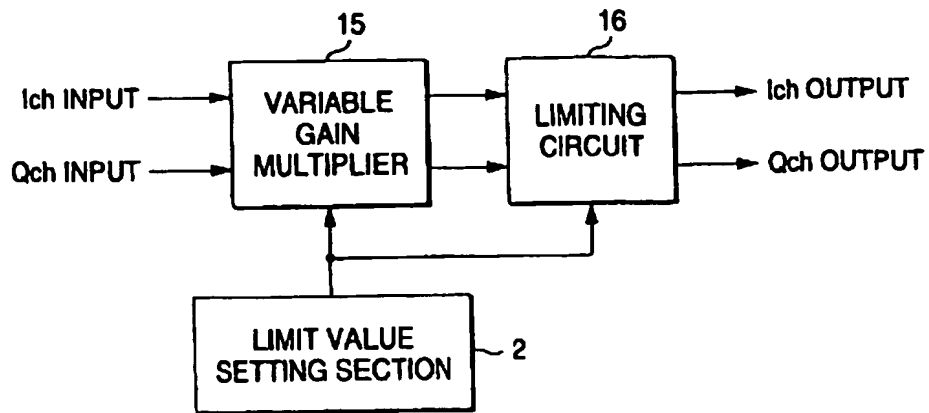 15
16
Ich INPUT
VARIABLE
GAIN
MULTIPLIER
LIMITING
CIRCUIT
Ich OUTPUT
Qch INPUT
Qch OUTPUT
LIMIT VALUE
SETTING SECTION
2